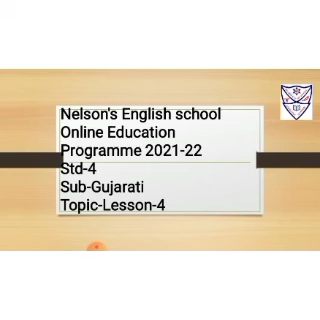 Nelson's English school
Online Education
Programme 2021-22
Std-4
Sub-Gujarati
Topic-Lesson-4